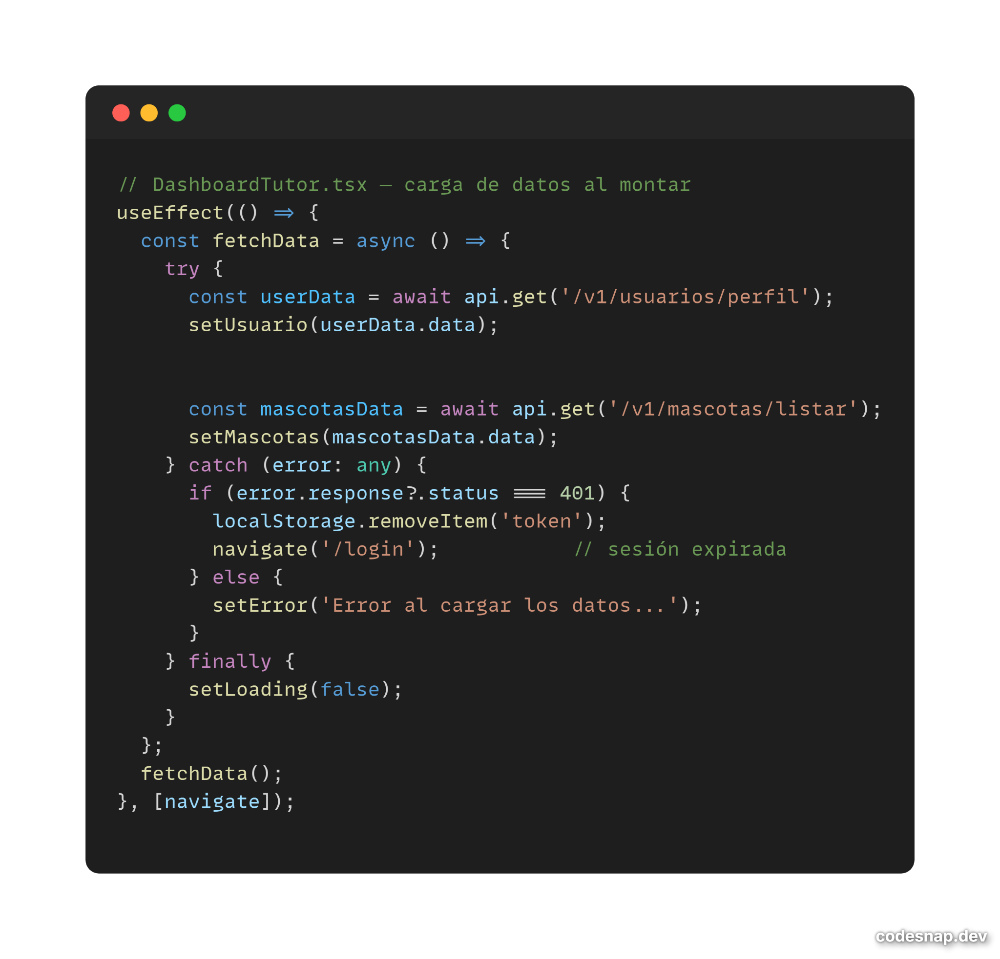 // DashboardTutor.tsx — carga de datos al montar
useEffect(() => {
  const fetchData = async () => {
    try {
      const userData = await api.get('/v1/usuarios/perfil');
      setUsuario(userData.data);


      const mascotasData = await api.get('/v1/mascotas/listar');
      setMascotas(mascotasData.data);
    } catch (error: any) {
      if (error.response?.status === 401) {
        localStorage.removeItem('token');
        navigate('/login');           // sesión expirada
      } else {
        setError('Error al cargar los datos...');
      }
    } finally {
      setLoading(false);
    }
  };
  fetchData();
}, [navigate]);
codesnap.dev